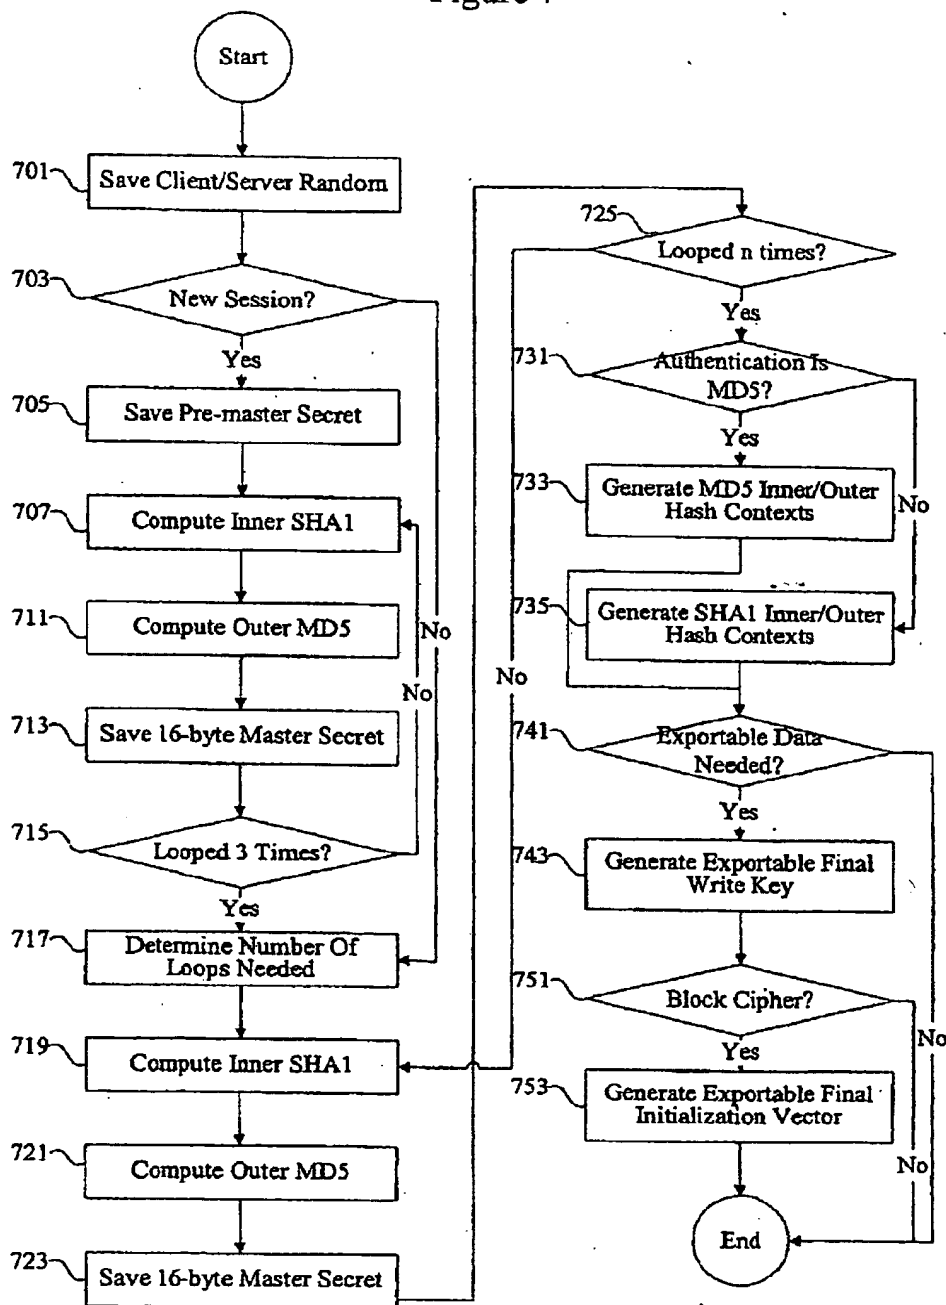 Figure 7
Start
701
Save Client/Server Random
703
New Session?
Yes
705
Save Pre-master Secret
707
Compute Inner SHA1
711
Compute Outer MD5
No
No
713
Save 16-byte Master Secret
715
Looped 3 Times?
Yes
717
Determine Number Of
Loops Needed
719
Compute Inner SHA1
721
Compute Outer MD5
723
Save 16-byte Master Secret
725
Looped n times?
Yes
No
731
Authentication Is
MD5?
Yes
No
733
Generate MD5 Inner/Outer
Hash Contexts
735
Generate SHA1 Inner/Outer
Hash Contexts
741
Exportable Data
Needed?
Yes
No
743
Generate Exportable Final
Write Key
751
Block Cipher?
Yes
No
753
Generate Exportable Final
Initialization Vector
End